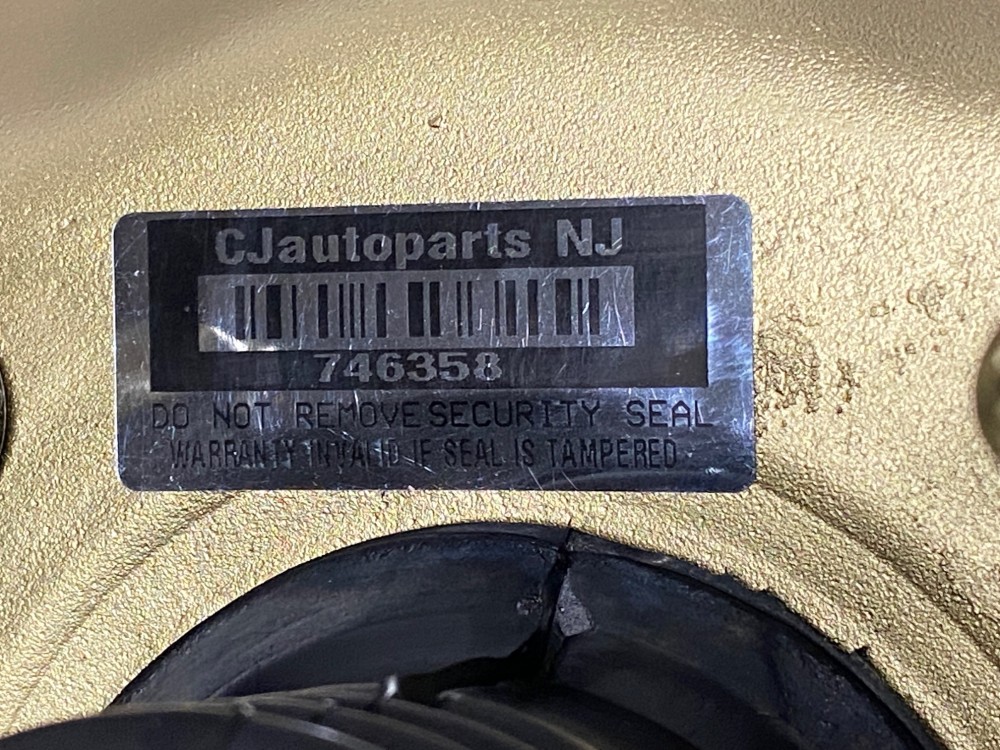 CJautoparts NJ
746358
DO NOT REMOVE SECURITY SEAL
WARRANTY INVALID IF SEAL IS TAMPERED